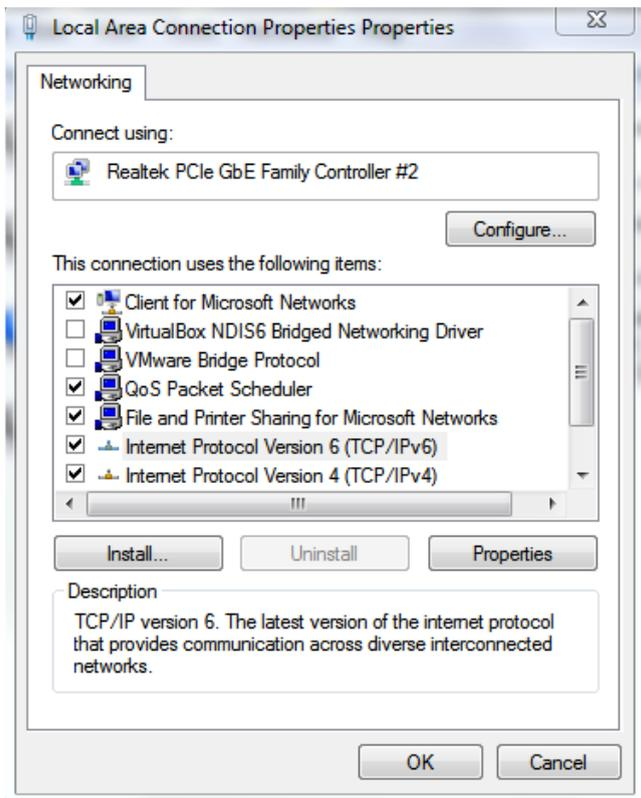 Local Area Connection Properties Properties
Networking
Connect using:
Realtek PCIe GbE Family Controller #2
Configure...
This connection uses the following items:
Client for Microsoft Networks
VirtualBox NDIS6 Bridged Networking Driver
VMware Bridge Protocol
QoS Packet Scheduler
File and Printer Sharing for Microsoft Networks
Internet Protocol Version 6 (TCP/IPv6)
Internet Protocol Version 4 (TCP/IPv4)
Install... Uninstall Properties
Description
TCP/IP version 6. The latest version of the internet protocol
that provides communication across diverse interconnected
networks.
OK Cancel